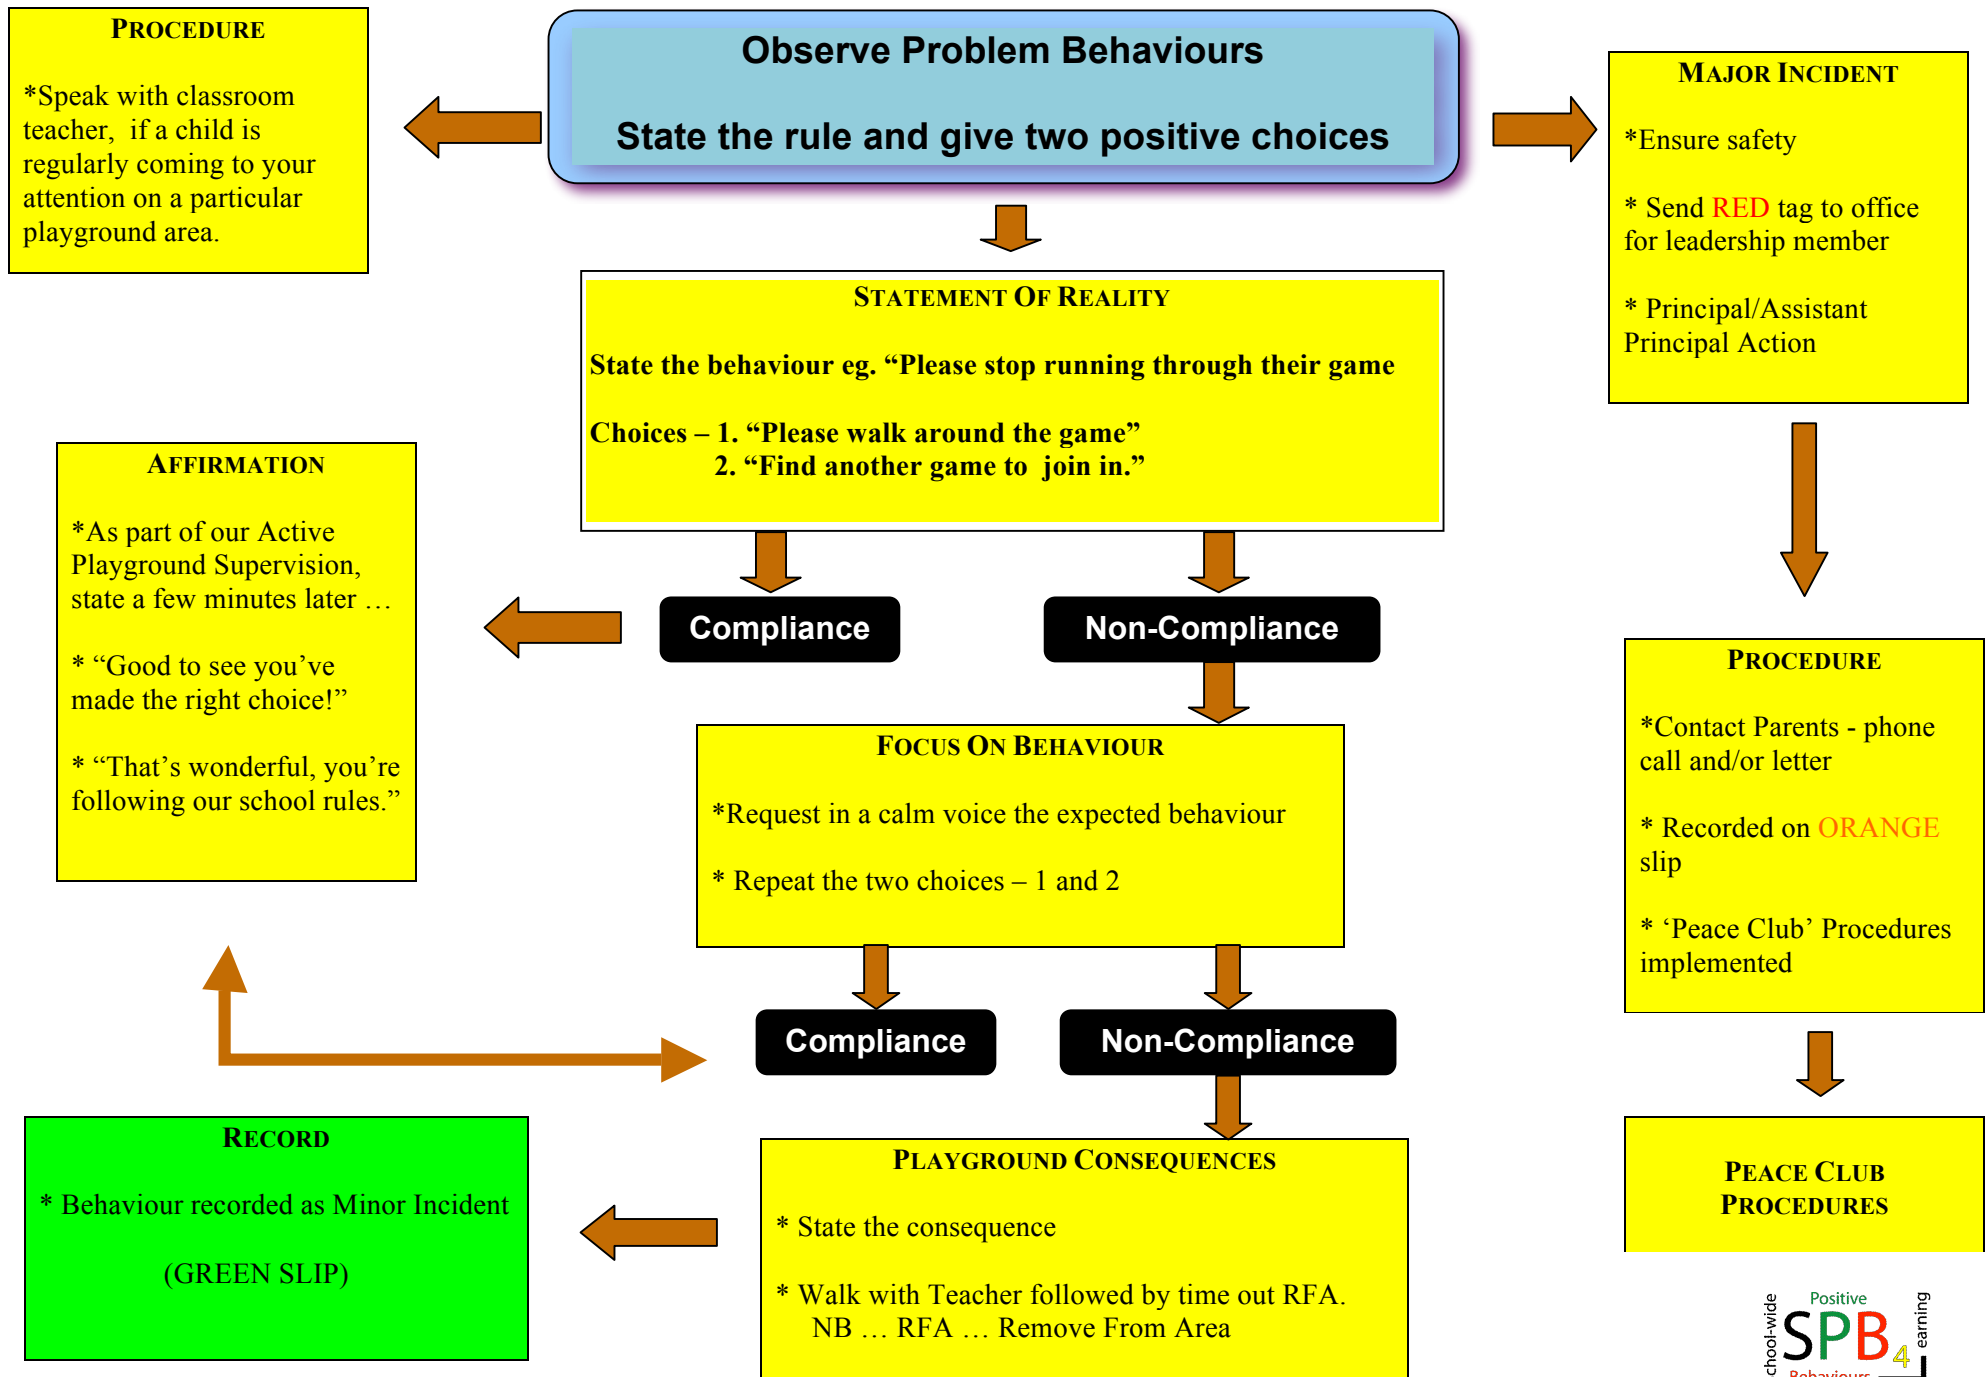 PROCEDURE
*Speak with classroom
teacher, if a child is
regularly coming to your
attention on a particular
playground area.
Observe Problem Behaviours
State the rule and give two positive choices
MAJOR INCIDENT
*Ensure safety
* Send RED tag to office
for leadership member
* Principal/Assistant
Principal Action
STATEMENT OF REALITY
State the behaviour eg. “Please stop running through their game
Choices – 1. “Please walk around the game”
2. “Find another game to join in.”
AFFIRMATION
*As part of our Active
Playground Supervision,
state a few minutes later …
* “Good to see you’ve
made the right choice!”
* “That’s wonderful, you’re
following our school rules.”
Compliance
Non-Compliance
FOCUS ON BEHAVIOUR
*Request in a calm voice the expected behaviour
* Repeat the two choices – 1 and 2
PROCEDURE
*Contact Parents - phone
call and/or letter
* Recorded on ORANGE
slip
* ‘Peace Club’ Procedures
implemented
Compliance
Non-Compliance
RECORD
* Behaviour recorded as Minor Incident
(GREEN SLIP)
PLAYGROUND CONSEQUENCES
* State the consequence
* Walk with Teacher followed by time out RFA.
NB … RFA … Remove From Area
PEACE CLUB
PROCEDURES
chool-wide
Positive
SPB4
Behaviours
Learning